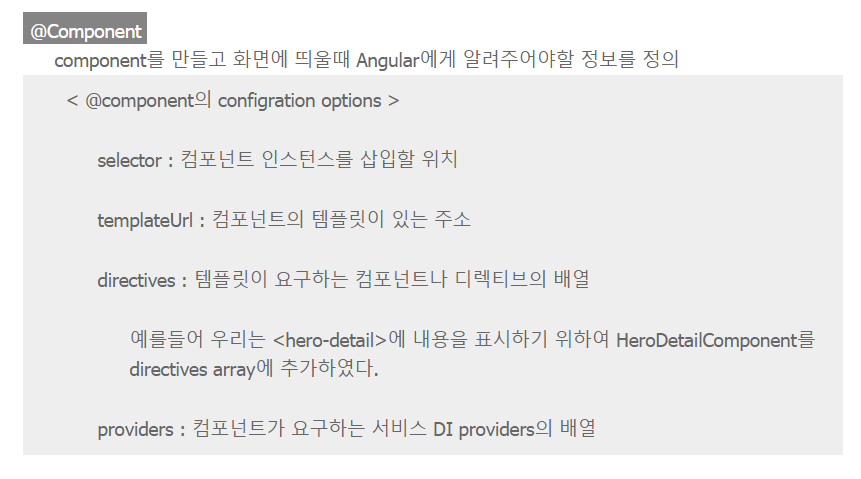 @Component
component를 만들고 화면에 띄울때 Angular에게 알려주어야할 정보를 정의
< @component의 configration options >
selector : 컴포넌트 인스턴스를 삽입할 위치
templateUrl : 컴포넌트의 템플릿이 있는 주소
directives : 템플릿이 요구하는 컴포넌트나 디렉티브의 배열
예를들어 우리는 <hero-detail>에 내용을 표시하기 위하여 HeroDetailComponent를
directives array에 추가하였다.
providers : 컴포넌트가 요구하는 서비스 DI providers의 배열